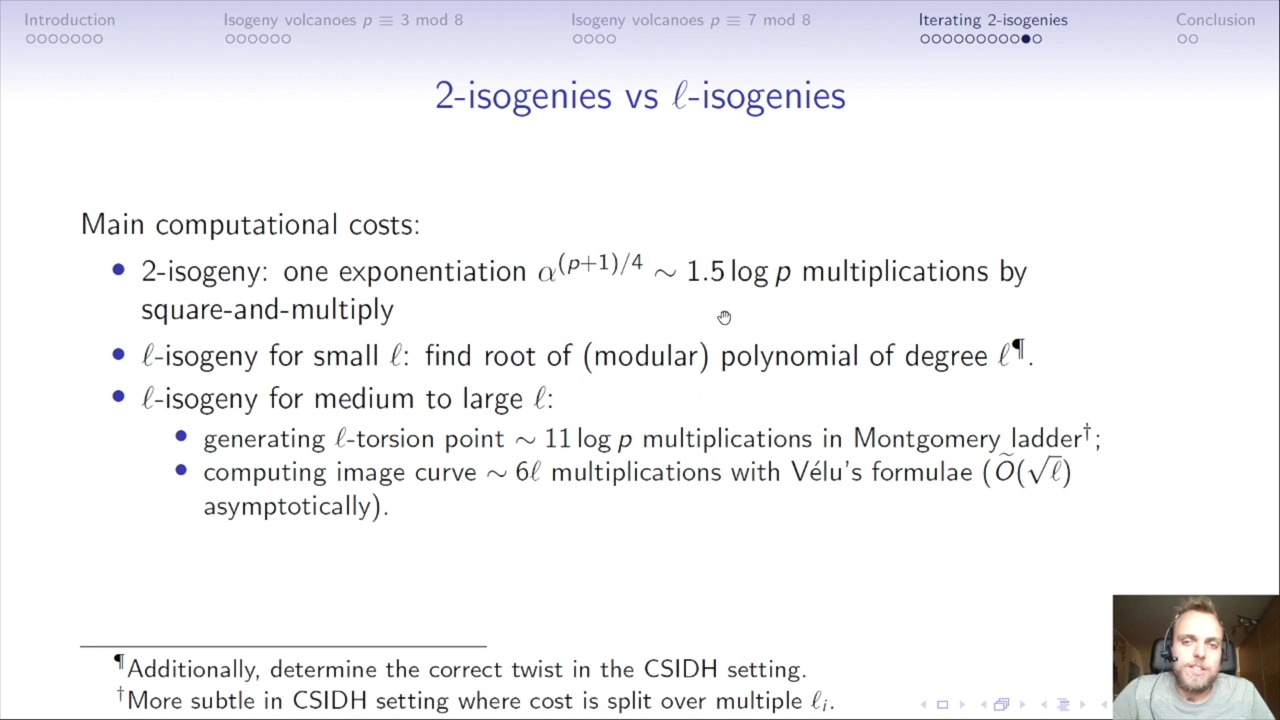 Introduction Isogeny volcanoes p ≡ 3 mod 8 Isogeny volcanoes p ≡ 7 mod 8 Iterating 2-isogenies Conclusion
2-isogenies vs ℓ-isogenies
Main computational costs:
• 2-isogeny: one exponentiation α^(p+1)/4 ∼ 1.5 log p multiplications by
square-and-multiply
• ℓ-isogeny for small ℓ: find root of (modular) polynomial of degree ℓ¶.
• ℓ-isogeny for medium to large ℓ:
• generating ℓ-torsion point ∼ 11 log p multiplications in Montgomery ladder†;
• computing image curve ∼ 6ℓ multiplications with Vélu's formulae (Õ(√ℓ)
asymptotically).
¶Additionally, determine the correct twist in the CSIDH setting.
†More subtle in CSIDH setting where cost is split over multiple ℓᵢ.